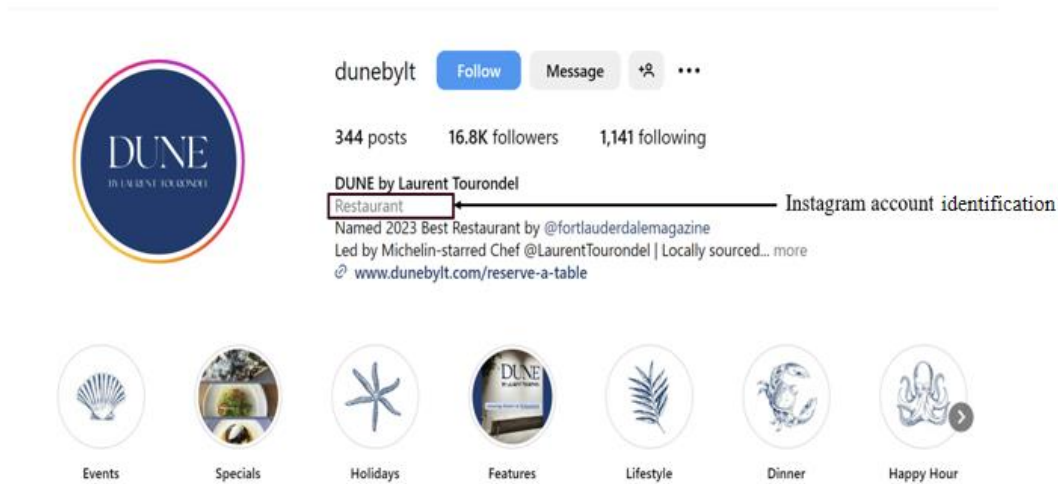 dunebylt Follow Message
344 posts 16.8K followers 1,141 following
DUNE
BY LAURENT TOURONDEL
DUNE by Laurent Tourondel
Restaurant
Instagram account identification
Named 2023 Best Restaurant by @fortlauderdalemagazine
Led by Michelin-starred Chef @LaurentTourondel | Locally sourced... more
www.dunebylt.com/reserve-a-table
DUNE
Events Specials Holidays Features Lifestyle Dinner Happy Hour